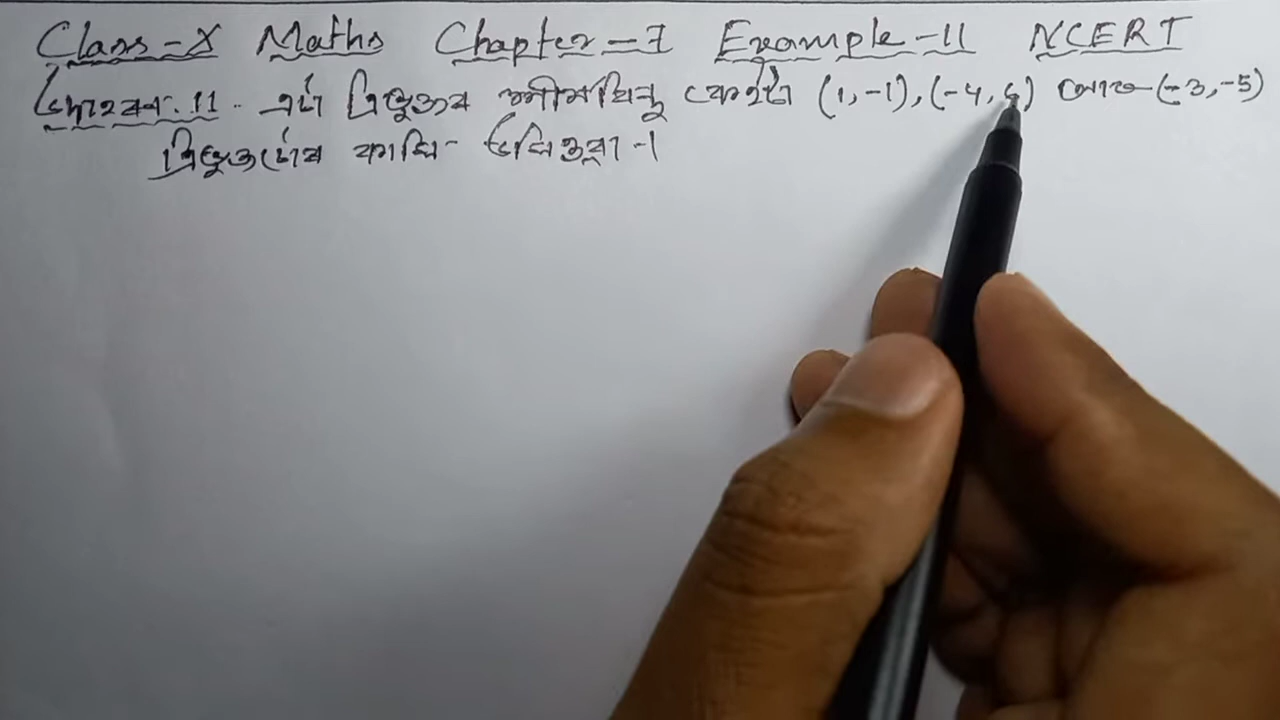 Class-X Maths Chapter-7 Example-11 NCERT
উদাহৰণ.11. এটা ত্ৰিভুজৰ শীৰ্ষবিন্দু কেইটা (1,-1), (-4, 6) আৰু (-3,-5)
ত্ৰিভুজটোৰ কালি উলিওৱা।